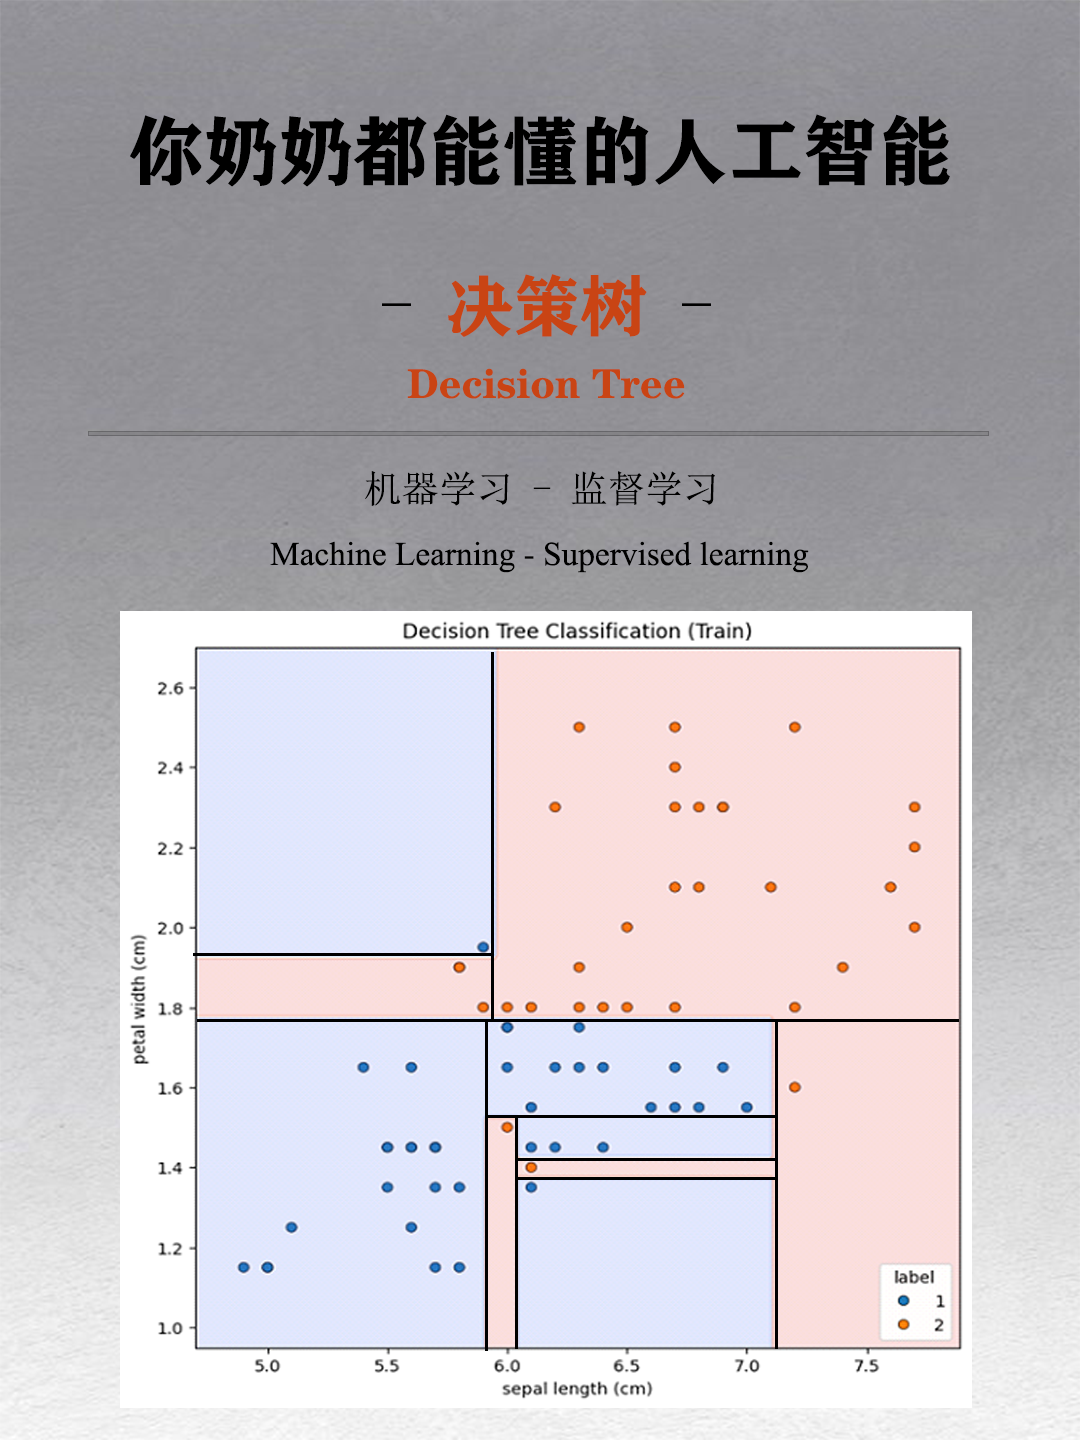 你奶奶都能懂的人工智能
- 决策树 -
Decision Tree
机器学习 - 监督学习
Machine Learning - Supervised learning
Decision Tree Classification (Train)
2.6
2.4
2.2
2.0
1.8
1.6
1.4
1.2
1.0
petal width (cm)
label
1
2
5.0 5.5 6.0 6.5 7.0 7.5
sepal length (cm)